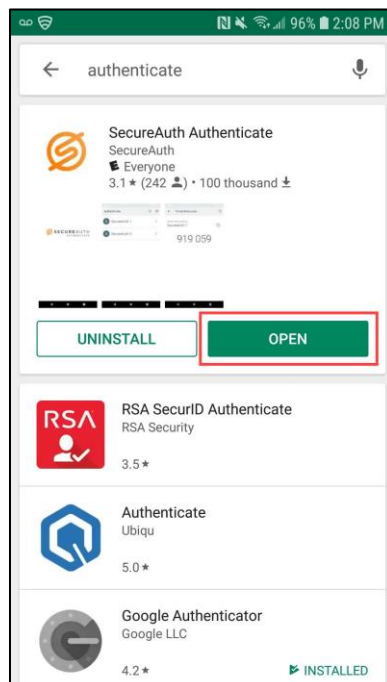 96% 2:08 PM
authenticate
SecureAuth Authenticate
SecureAuth
Everyone
3.1★ (242) • 100 thousand
919 059
UNINSTALL
OPEN
RSA
RSA SecurID Authenticate
RSA Security
3.5★
Authenticate
Ubiqu
5.0★
Google Authenticator
Google LLC
4.2★
INSTALLED